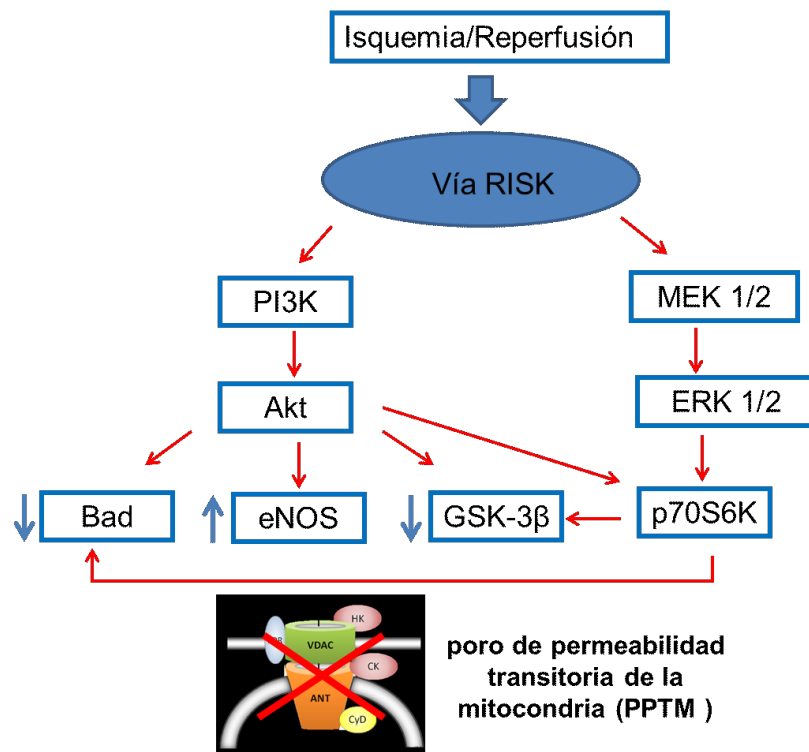 Isquemia/Reperfusión
Vía RISK
PI3K
MEK 1/2
Akt
ERK 1/2
Bad
eNOS
GSK-3β
p70S6K
HK
VDAC
CK
ANT
CyD
poro de permeabilidad
transitoria de la
mitocondria (PPTM )